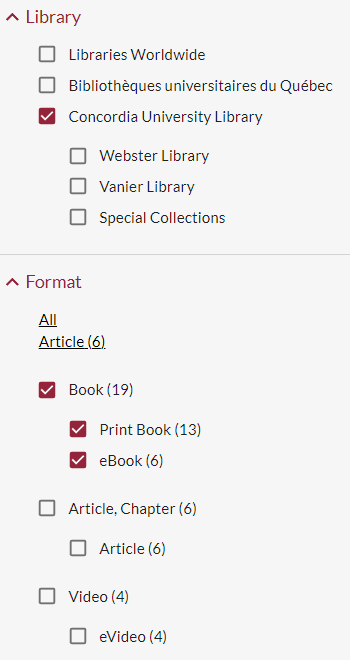 Library
Libraries Worldwide
Bibliothèques universitaires du Québec
Concordia University Library
Webster Library
Vanier Library
Special Collections
Format
All
Article (6)
Book (19)
Print Book (13)
eBook (6)
Article, Chapter (6)
Article (6)
Video (4)
eVideo (4)